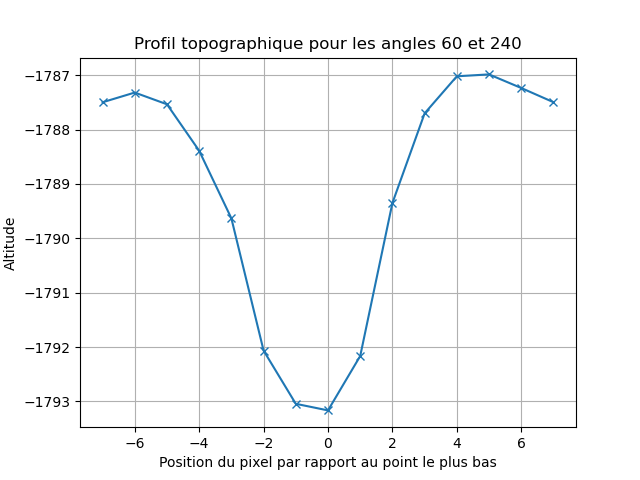 Profil topographique pour les angles 60 et 240
−1787
−1788
−1789
−1790
−1791
−1792
−1793
Altitude
−6 −4 −2 0 2 4 6
Position du pixel par rapport au point le plus bas